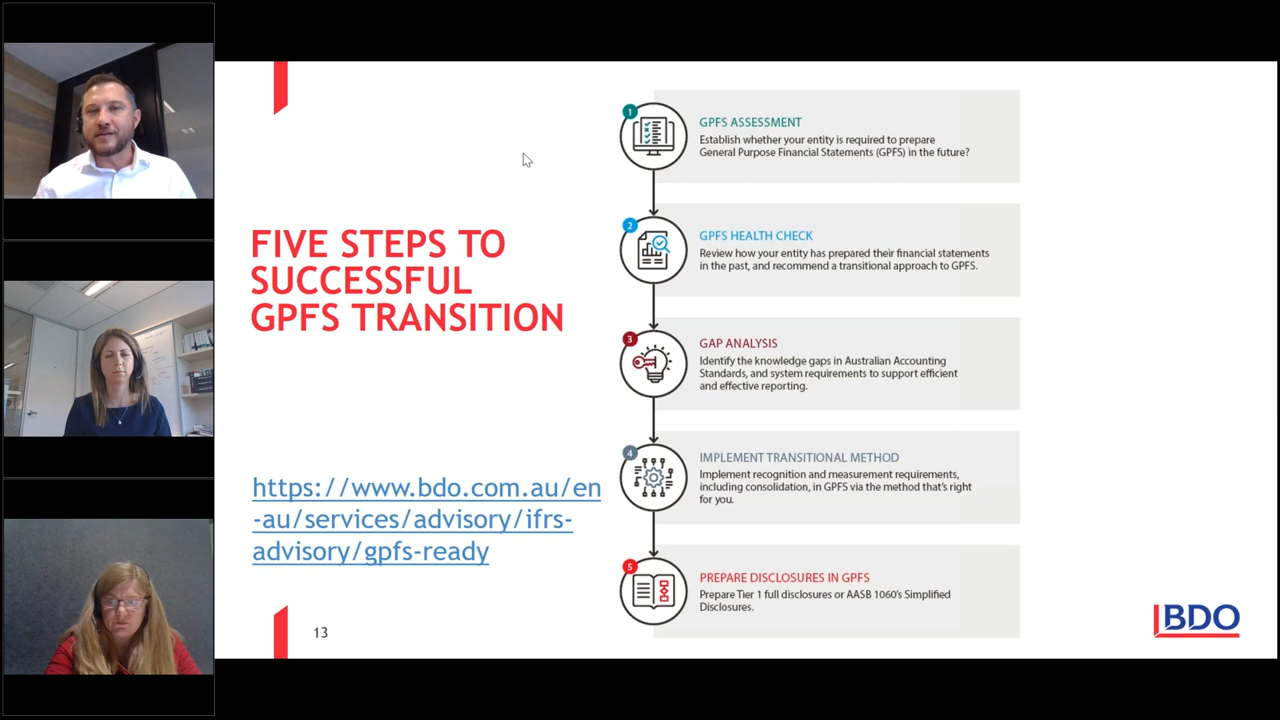 FIVE STEPS TO
SUCCESSFUL
GPFS TRANSITION
https://www.bdo.com.au/en
-au/services/advisory/ifrs-
advisory/gpfs-ready
13
1
GPFS ASSESSMENT
Establish whether your entity is required to prepare
General Purpose Financial Statements (GPFS) in the future?
2
GPFS HEALTH CHECK
Review how your entity has prepared their financial statements
in the past, and recommend a transitional approach to GPFS.
3
GAP ANALYSIS
Identify the knowledge gaps in Australian Accounting
Standards, and system requirements to support efficient
and effective reporting.
4
IMPLEMENT TRANSITIONAL METHOD
Implement recognition and measurement requirements,
including consolidation, in GPFS via the method that's right
for you.
5
PREPARE DISCLOSURES IN GPFS
Prepare Tier 1 full disclosures or AASB 1060's Simplified
Disclosures.
BDO